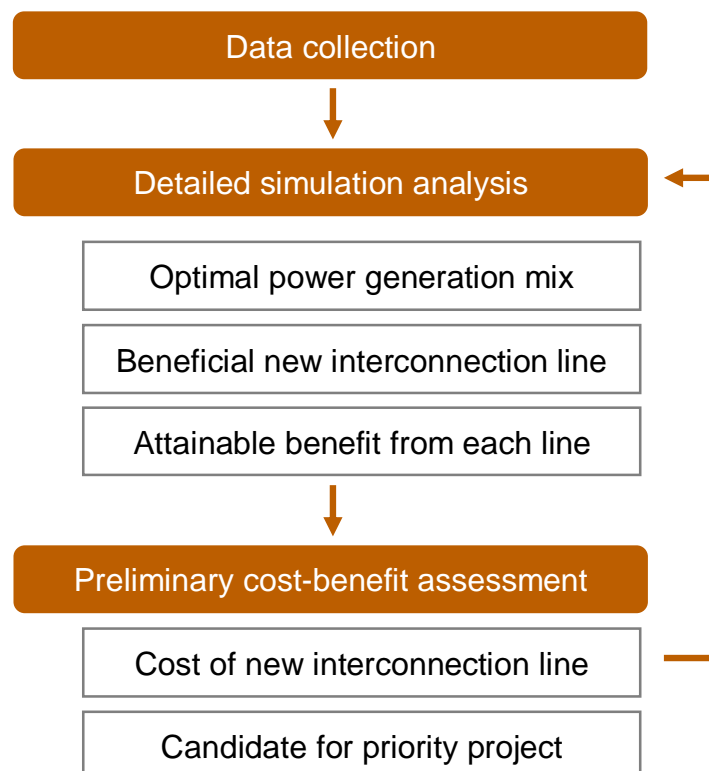 Data collection
Detailed simulation analysis
Optimal power generation mix
Beneficial new interconnection line
Attainable benefit from each line
Preliminary cost-benefit assessment
Cost of new interconnection line
Candidate for priority project